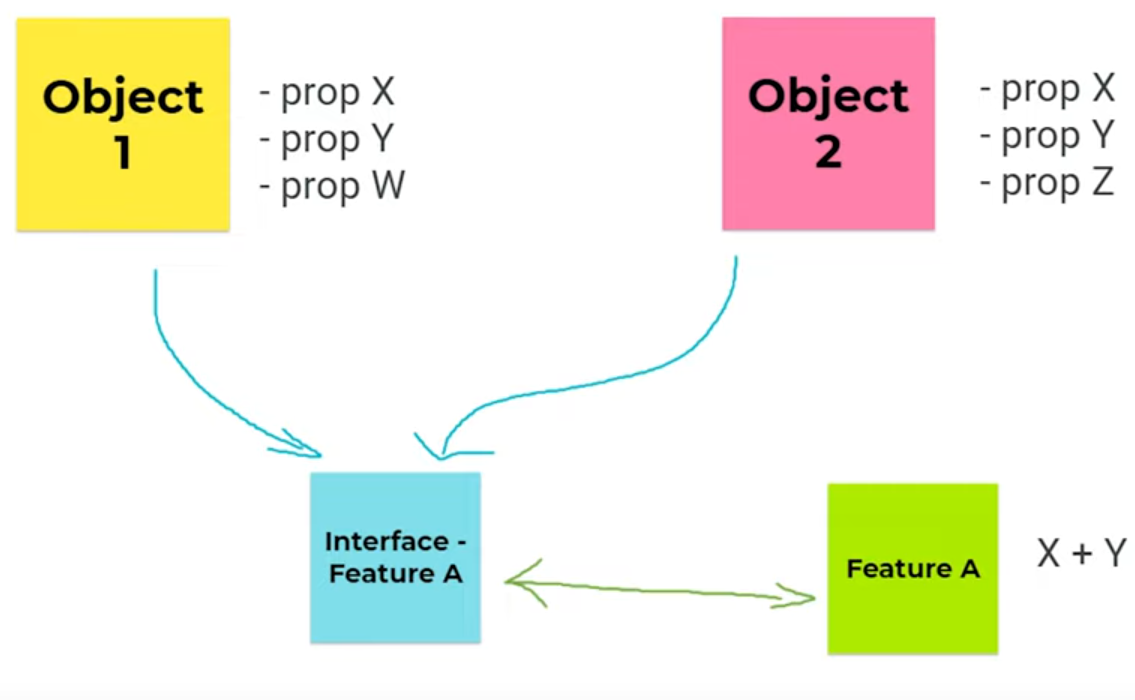 Object
1
- prop X
- prop Y
- prop W
Object
2
- prop X
- prop Y
- prop Z
Interface -
Feature A
Feature A
X + Y